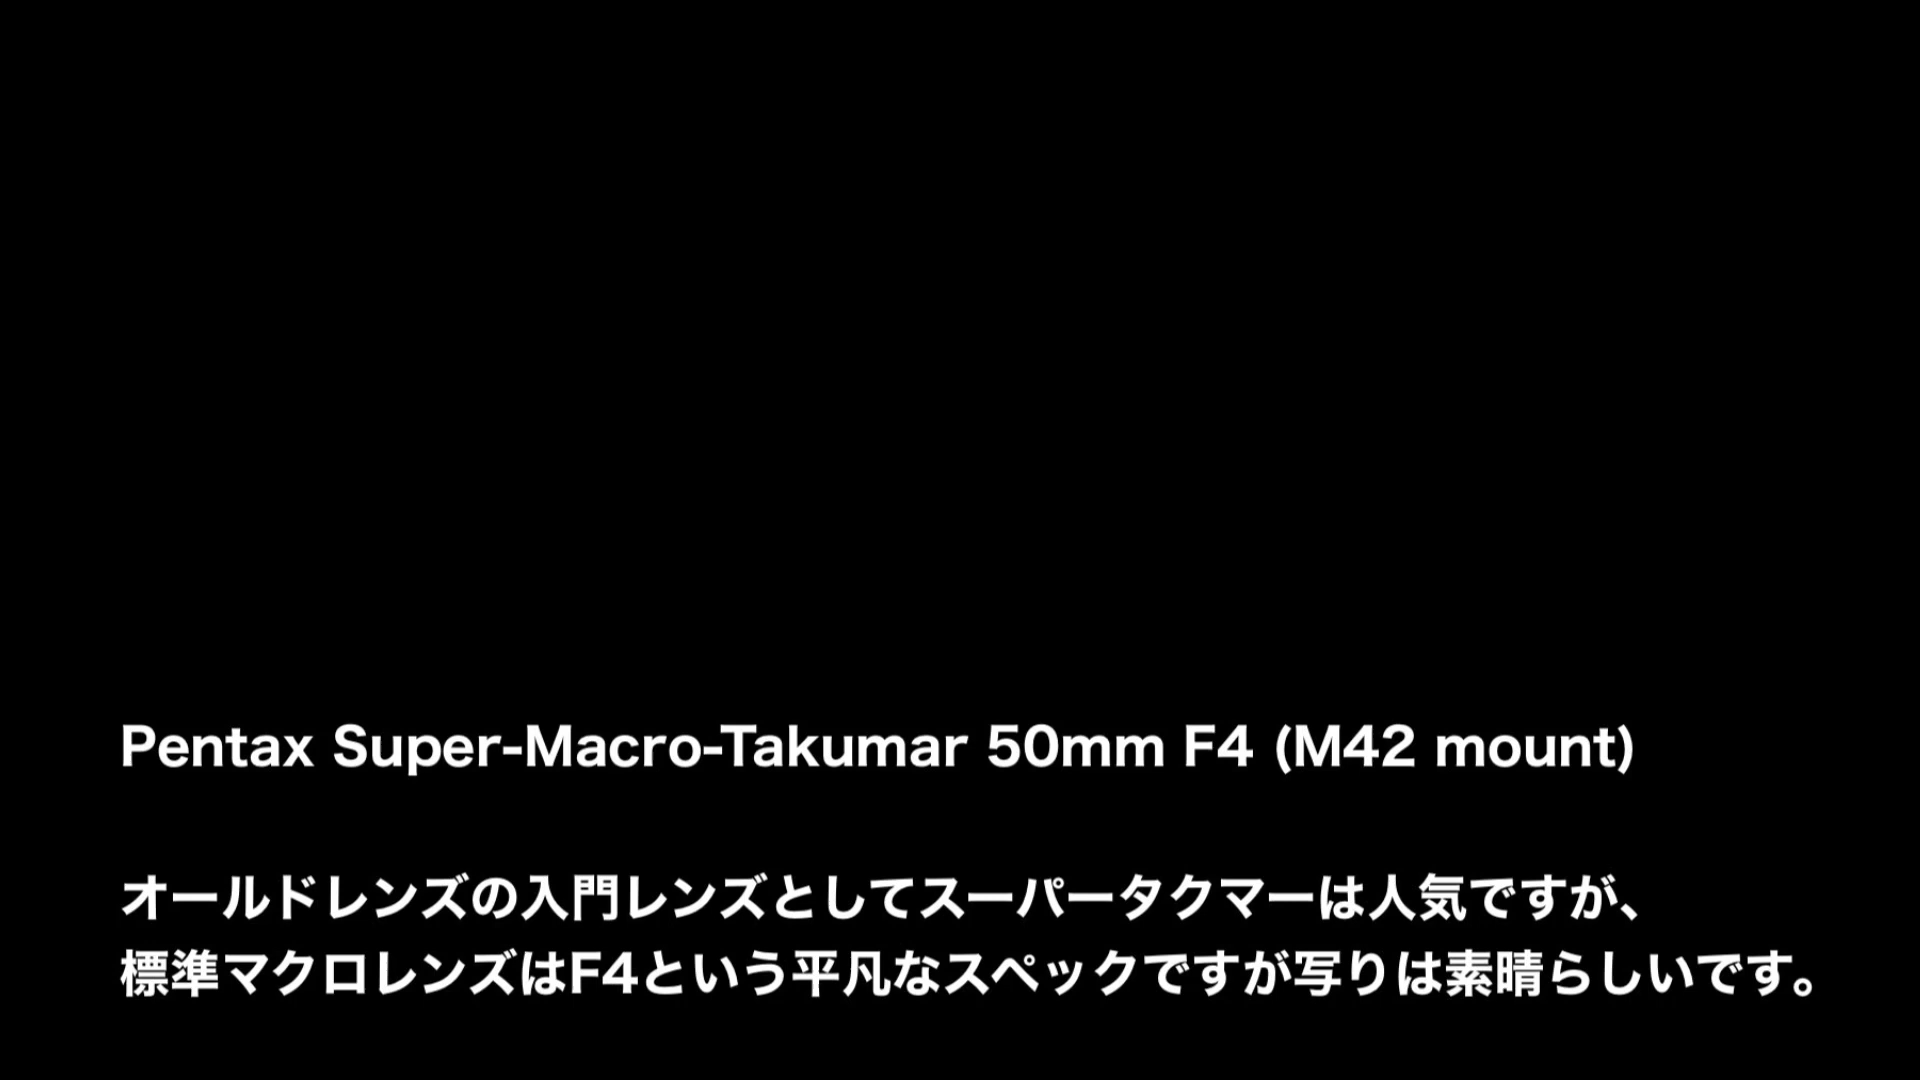 Pentax Super-Macro-Takumar 50mm F4 (M42 mount)
オールドレンズの入門レンズとしてスーパータクマーは人気ですが、
標準マクロレンズはF4という平凡なスペックですが写りは素晴らしいです。